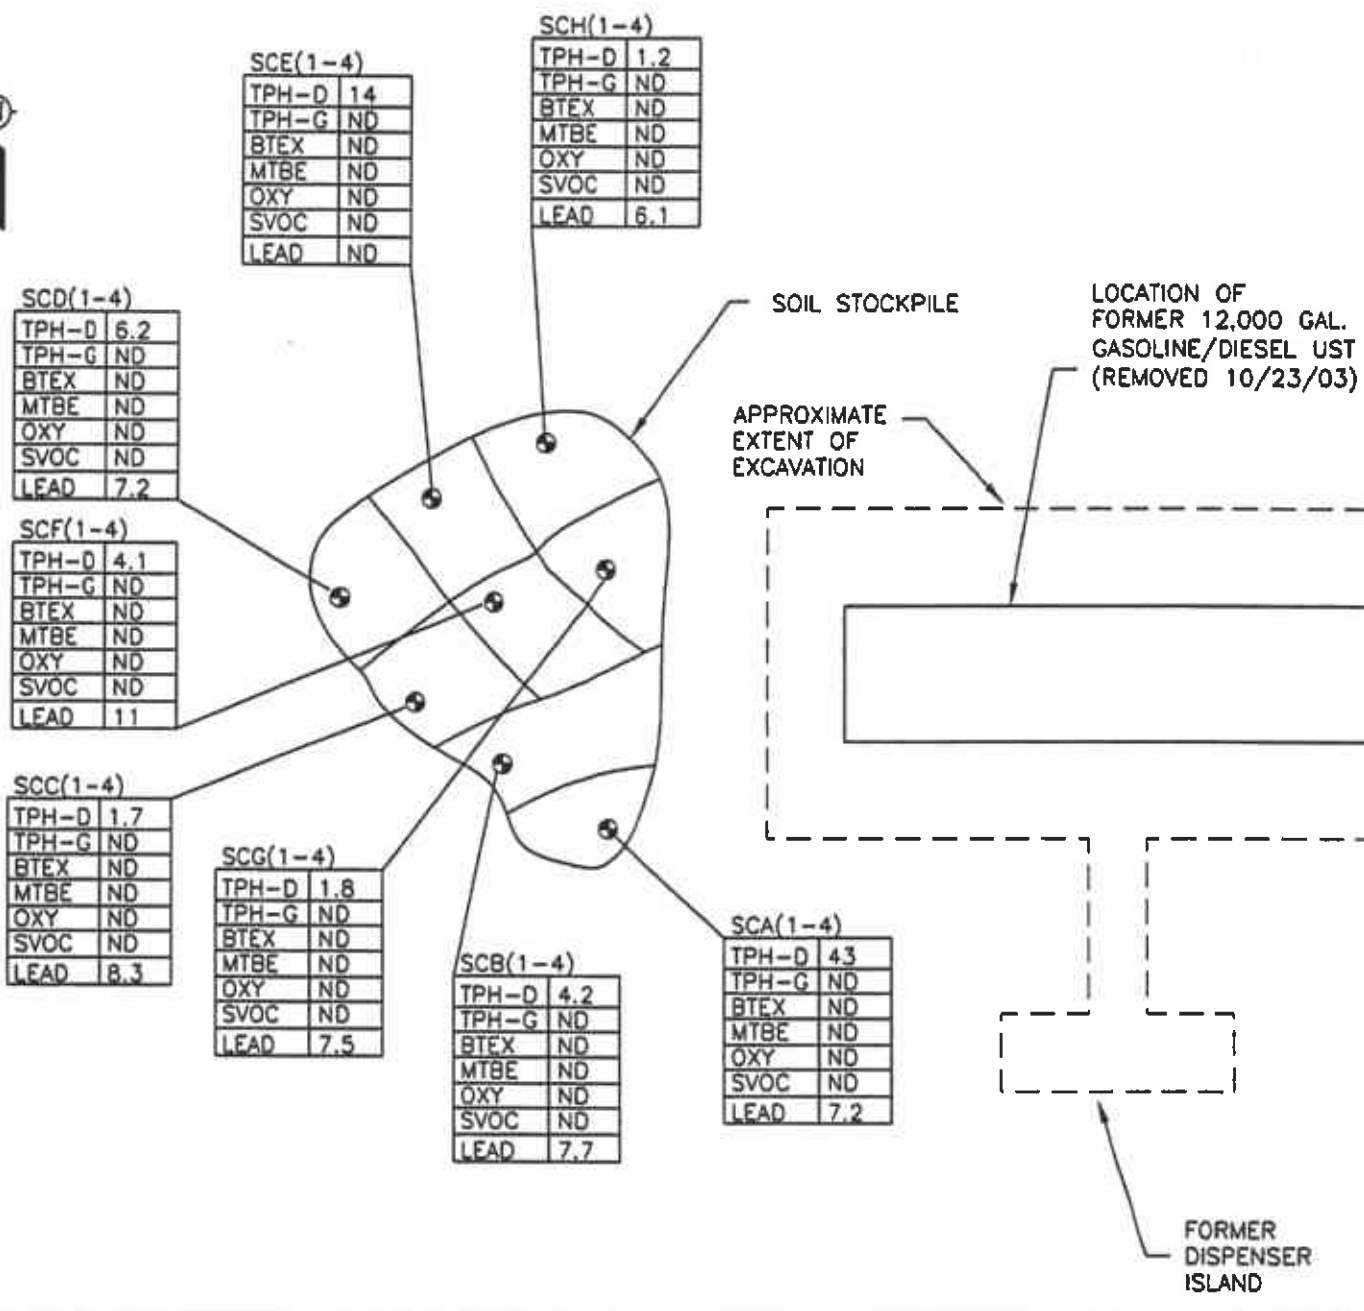 SCH(1-4)
TPH-D 1.2
TPH-G ND
BTEX ND
MTBE ND
OXY ND
SVOC ND
LEAD 6.1
SCE(1-4)
TPH-D 14
TPH-G ND
BTEX ND
MTBE ND
OXY ND
SVOC ND
LEAD ND
SCD(1-4)
TPH-D 6.2
TPH-G ND
BTEX ND
MTBE ND
OXY ND
SVOC ND
LEAD 7.2
SOIL STOCKPILE
LOCATION OF
FORMER 12,000 GAL.
GASOLINE/DIESEL UST
(REMOVED 10/23/03)
APPROXIMATE
EXTENT OF
EXCAVATION
SCF(1-4)
TPH-D 4.1
TPH-G ND
BTEX ND
MTBE ND
OXY ND
SVOC ND
LEAD 11
SCC(1-4)
TPH-D 1.7
TPH-G ND
BTEX ND
MTBE ND
OXY ND
SVOC ND
LEAD 8.3
SCG(1-4)
TPH-D 1.8
TPH-G ND
BTEX ND
MTBE ND
OXY ND
SVOC ND
LEAD 7.5
SCB(1-4)
TPH-D 4.2
TPH-G ND
BTEX ND
MTBE ND
OXY ND
SVOC ND
LEAD 7.7
SCA(1-4)
TPH-D 43
TPH-G ND
BTEX ND
MTBE ND
OXY ND
SVOC ND
LEAD 7.2
FORMER
DISPENSER
ISLAND